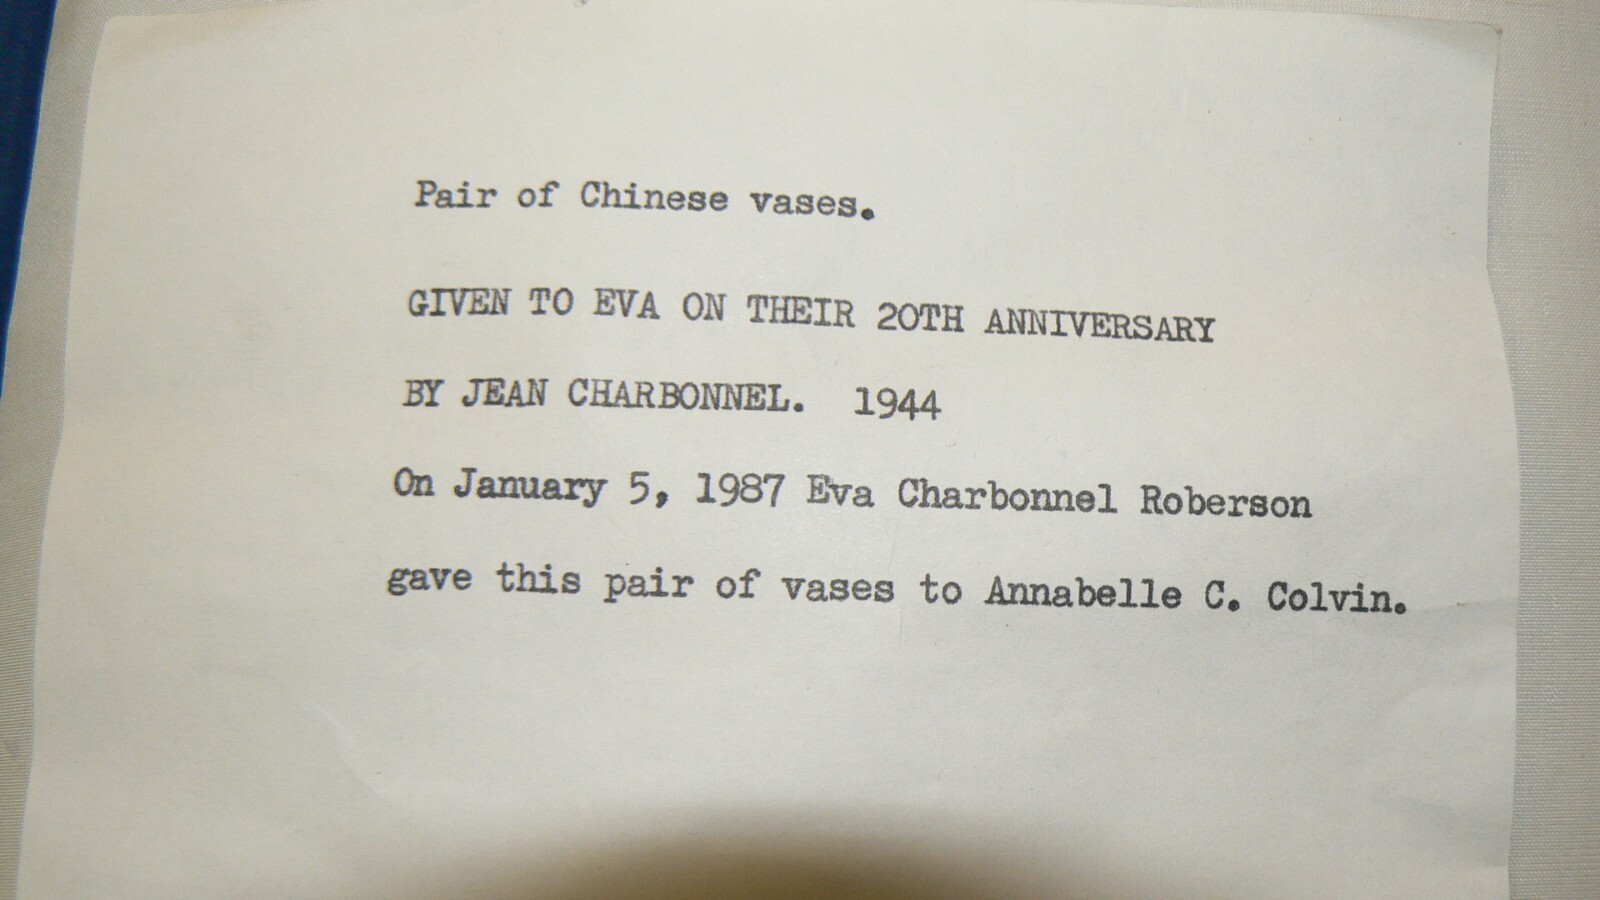 Pair of Chinese vases.
GIVEN TO EVA ON THEIR 20TH ANNIVERSARY
BY JEAN CHARBONNEL.  1944
On January 5, 1987 Eva Charbonnel Roberson
gave this pair of vases to Annabelle C. Colvin.